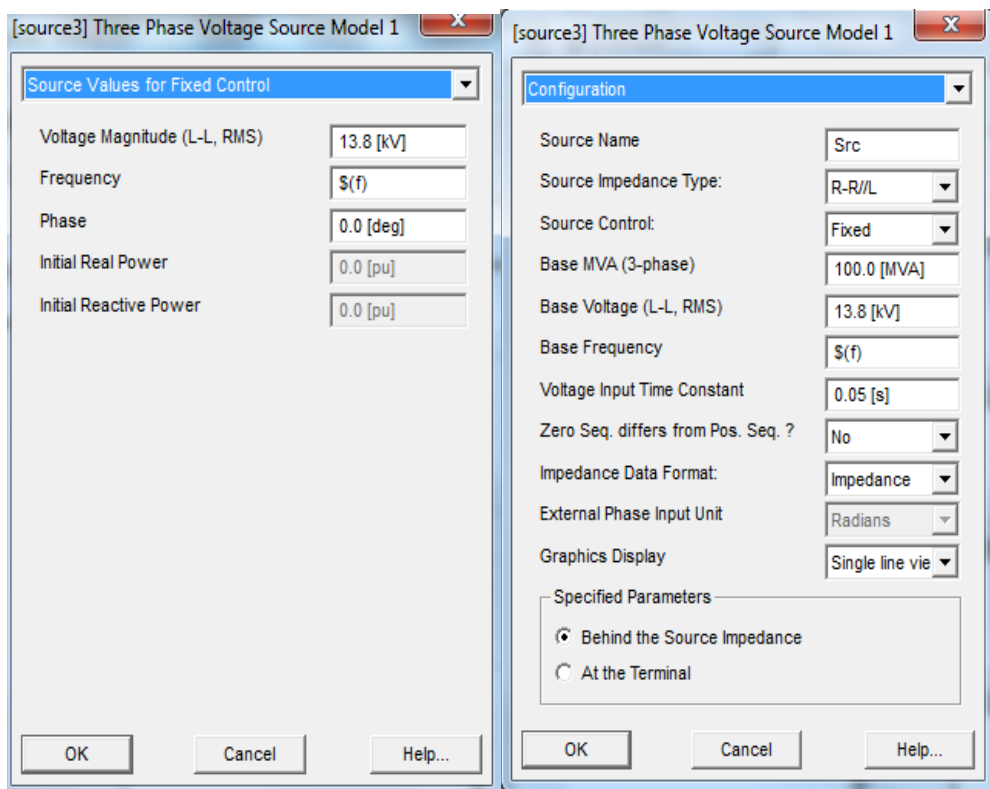 [source3] Three Phase Voltage Source Model 1
X
Source Values for Fixed Control
Voltage Magnitude (L-L, RMS) 13.8 [kV]
Frequency $(f)
Phase 0.0 [deg]
Initial Real Power 0.0 [pu]
Initial Reactive Power 0.0 [pu]
OK Cancel Help...
[source3] Three Phase Voltage Source Model 1
X
Configuration
Source Name Src
Source Impedance Type: R-R//L
Source Control: Fixed
Base MVA (3-phase) 100.0 [MVA]
Base Voltage (L-L, RMS) 13.8 [kV]
Base Frequency $(f)
Voltage Input Time Constant 0.05 [s]
Zero Seq. differs from Pos. Seq. ? No
Impedance Data Format: Impedance
External Phase Input Unit Radians
Graphics Display Single line vie
Specified Parameters
Behind the Source Impedance
At the Terminal
OK Cancel Help...